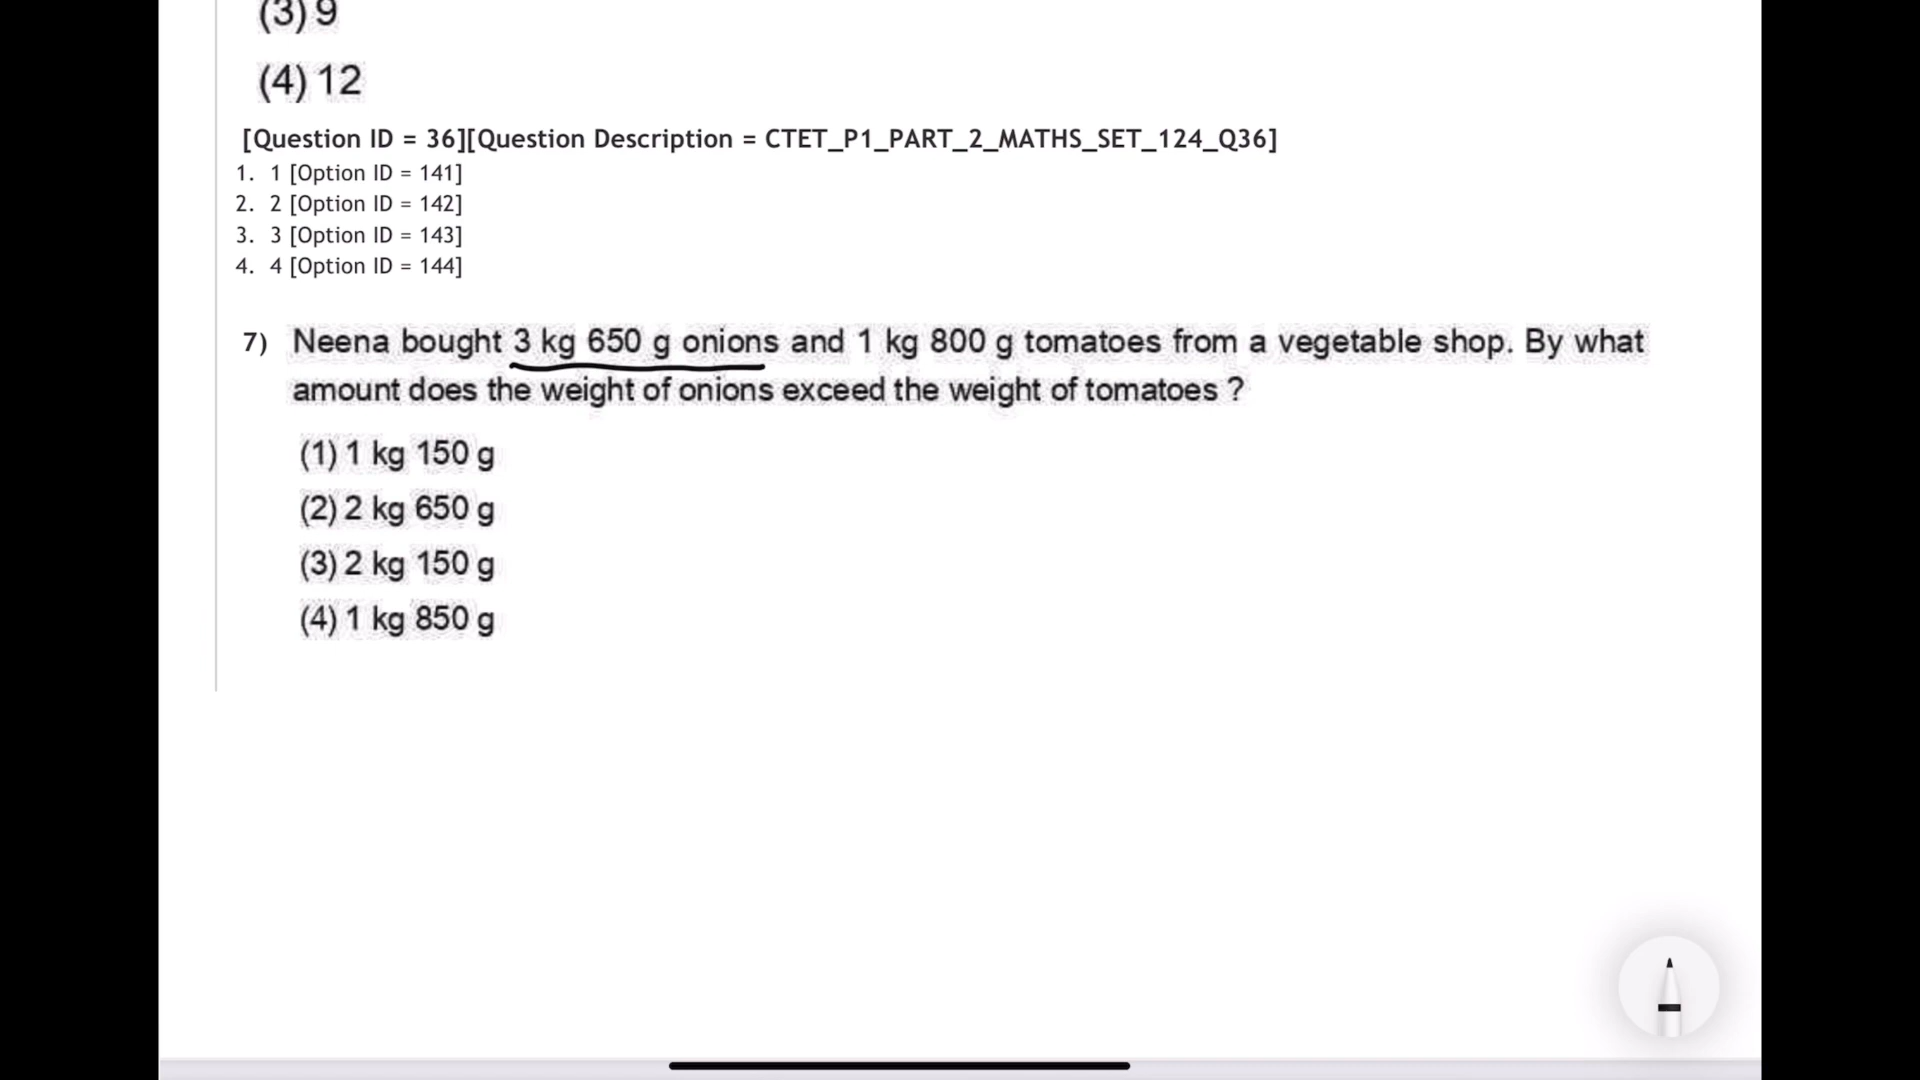 (3) 9
(4) 12
[Question ID = 36][Question Description = CTET_P1_PART_2_MATHS_SET_124_Q36]
1. 1 [Option ID = 141]
2. 2 [Option ID = 142]
3. 3 [Option ID = 143]
4. 4 [Option ID = 144]
7) Neena bought 3 kg 650 g onions and 1 kg 800 g tomatoes from a vegetable shop. By what
amount does the weight of onions exceed the weight of tomatoes ?
(1) 1 kg 150 g
(2) 2 kg 650 g
(3) 2 kg 150 g
(4) 1 kg 850 g